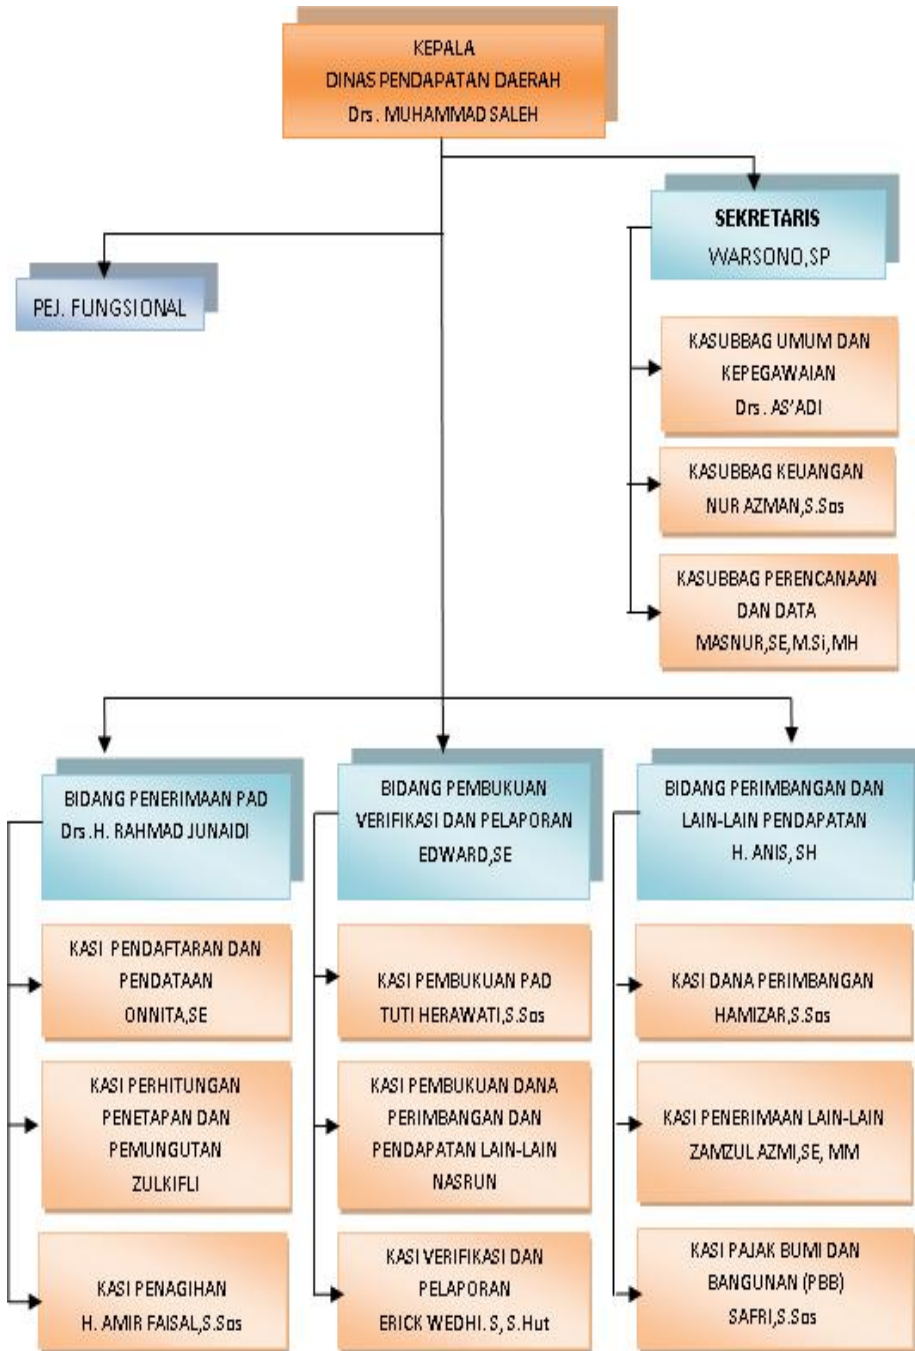 KEPALA
DINAS PENDAPATAN DAERAH
Drs. MUHAMMAD SALEH
SEKRETARIS
WARSONO,SP
PEJ. FUNGSIONAL
KASUBBAG UMUM DAN
KEPEGAWAIAN
Drs. AS'ADI
KASUBBAG KEUANGAN
NUR AZMAN,S.Sos
KASUBBAG PERENCANAAN
DAN DATA
MASNUR,SE,M.Si,MH
BIDANG PENERIMAAN PAD
Drs.H. RAHMAD JUNAIDI
KASI PENDAFTARAN DAN
PENDATAAN
ONNITA,SE
KASI PERHITUNGAN
PENETAPAN DAN
PEMUNGUTAN
ZULKIFLI
KASI PENAGIHAN
H. AMIR FAISAL,S.Sos
BIDANG PEMBUKUAN
VERIFIKASI DAN PELAPORAN
EDWARD,SE
KASI PEMBUKUAN PAD
TUTI HERAWATI,S.Sos
KASI PEMBUKUAN DANA
PERIMBANGAN DAN
PENDAPATAN LAIN-LAIN
NASRUN
KASI VERIFIKASI DAN
PELAPORAN
ERICK WEDHI. S, S.Hut
BIDANG PERIMBANGAN DAN
LAIN-LAIN PENDAPATAN
H. ANIS, SH
KASI DANA PERIMBANGAN
HAMIZAR,S.Sos
KASI PENERIMAAN LAIN-LAIN
ZAMZUL AZMI,SE, MM
KASI PAJAK BUMI DAN
BANGUNAN (PBB)
SAFRI,S.Sos